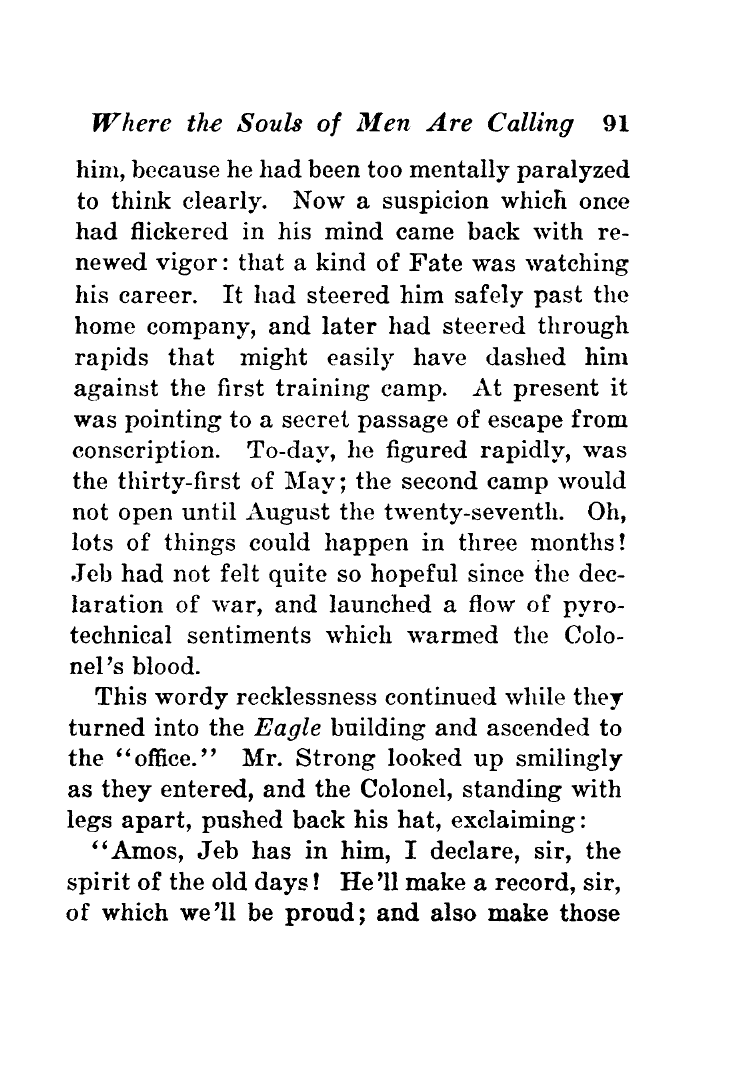 Where the Souls of Men Are Calling 91
him, because he had been too mentally paralyzed
to think clearly. Now a suspicion which once
had flickered in his mind came back with re-
newed vigor: that a kind of Fate was watching
his career. It had steered him safely past the
home company, and later had steered through
rapids that might easily have dashed him
against the first training camp. At present it
was pointing to a secret passage of escape from
conscription. To-day, he figured rapidly, was
the thirty-first of May; the second camp would
not open until August the twenty-seventh. Oh,
lots of things could happen in three months!
Jeb had not felt quite so hopeful since the dec-
laration of war, and launched a flow of pyro-
technical sentiments which warmed the Colo-
nel's blood.
This wordy recklessness continued while they
turned into the Eagle building and ascended to
the "office." Mr. Strong looked up smilingly
as they entered, and the Colonel, standing with
legs apart, pushed back his hat, exclaiming:
"Amos, Jeb has in him, I declare, sir, the
spirit of the old days! He'll make a record, sir,
of which we'll be proud; and also make those